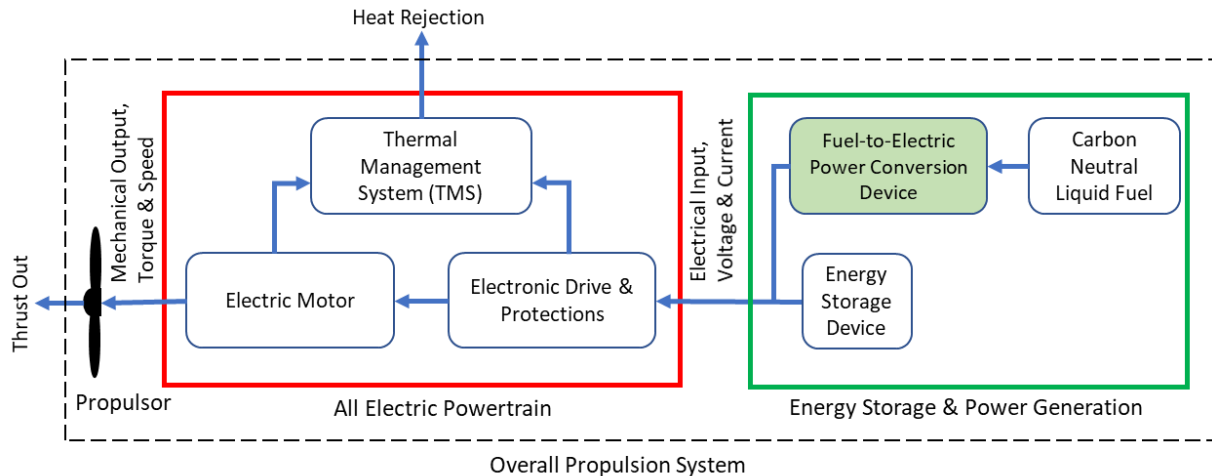 Heat Rejection
Thrust Out
Mechanical Output,
Torque & Speed
Thermal
Management
System (TMS)
Electric Motor
Electronic Drive &
Protections
Electrical Input,
Voltage & Current
Fuel-to-Electric
Power Conversion
Device
Carbon
Neutral
Liquid Fuel
Energy
Storage
Device
Propulsor
All Electric Powertrain
Energy Storage & Power Generation
Overall Propulsion System